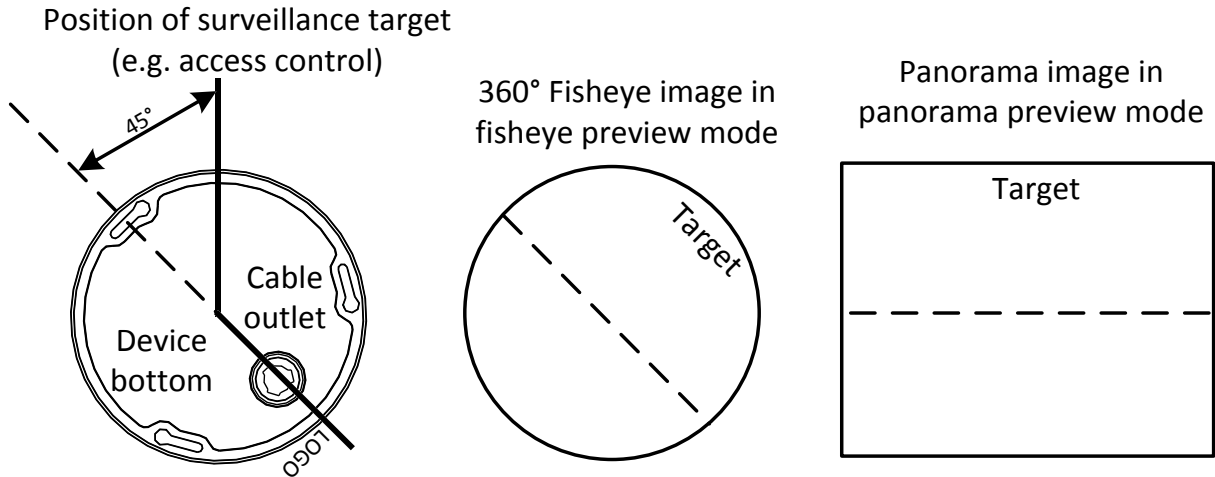 Position of surveillance target
(e.g. access control)
45°
Cable
outlet
Device
bottom
LOGO
360° Fisheye image in
fisheye preview mode
Target
Panorama image in
panorama preview mode
Target